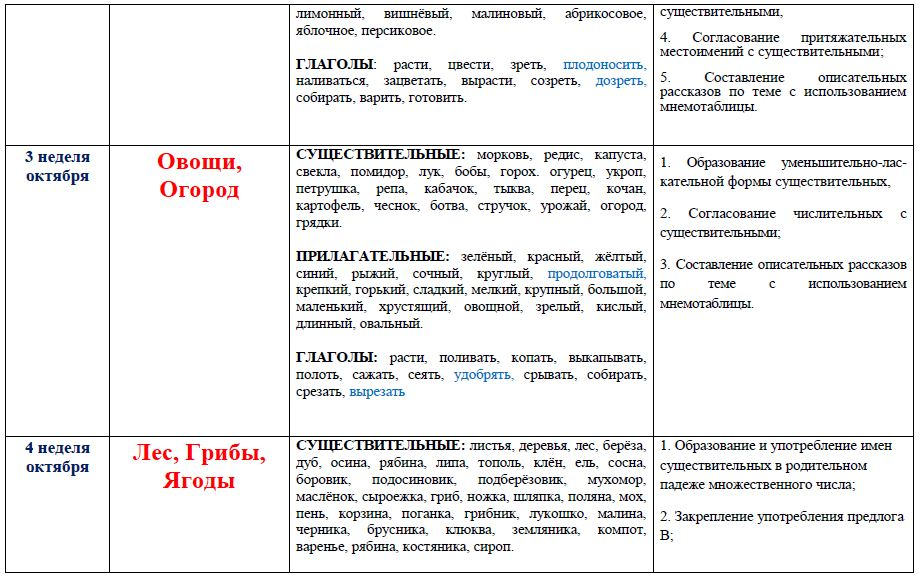 лимонный, вишнёвый, малиновый, абрикосовое,
яблочное, персиковое.
ГЛАГОЛЫ: расти, цвести, зреть, плодоносить,
наливаться, зацветать, вырасти, созреть, дозреть,
собирать, варить, готовить.
существительными,
4. Согласование притяжательных
местоимений с существительными;
5. Составление описательных
рассказов по теме с использованием
мнемотаблицы.
3 неделя
октября
Овощи,
Огород
СУЩЕСТВИТЕЛЬНЫЕ: морковь, редис, капуста,
свекла, помидор, лук, бобы, горох. огурец, укроп,
петрушка, репа, кабачок, тыква, перец, кочан,
картофель, чеснок, ботва, стручок, урожай, огород,
грядки.
ПРИЛАГАТЕЛЬНЫЕ: зелёный, красный, жёлтый,
синий, рыжий, сочный, круглый, продолговатый,
крепкий, горький, сладкий, мелкий, крупный, большой,
маленький, хрустящий, овощной, зрелый, кислый,
длинный, овальный.
ГЛАГОЛЫ: расти, поливать, копать, выкапывать,
полоть, сажать, сеять, удобрять, срывать, собирать,
срезать, вырезать
1. Образование уменьшительно-лас-
кательной формы существительных,
2. Согласование числительных с
существительными;
3. Составление описательных рассказов
по теме с использованием
мнемотаблицы.
4 неделя
октября
Лес, Грибы,
Ягоды
СУЩЕСТВИТЕЛЬНЫЕ: листья, деревья, лес, берёза,
дуб, осина, рябина, липа, тополь, клён, ель, сосна,
боровик, подосиновик, подберёзовик, мухомор,
маслёнок, сыроежка, гриб, ножка, шляпка, поляна, мох,
пень, корзина, поганка, грибник, лукошко, малина,
черника, брусника, клюква, земляника, компот,
варенье, рябина, костяника, сироп.
1. Образование и употребление имен
существительных в родительном
падеже множественного числа;
2. Закрепление употребления предлога
В;